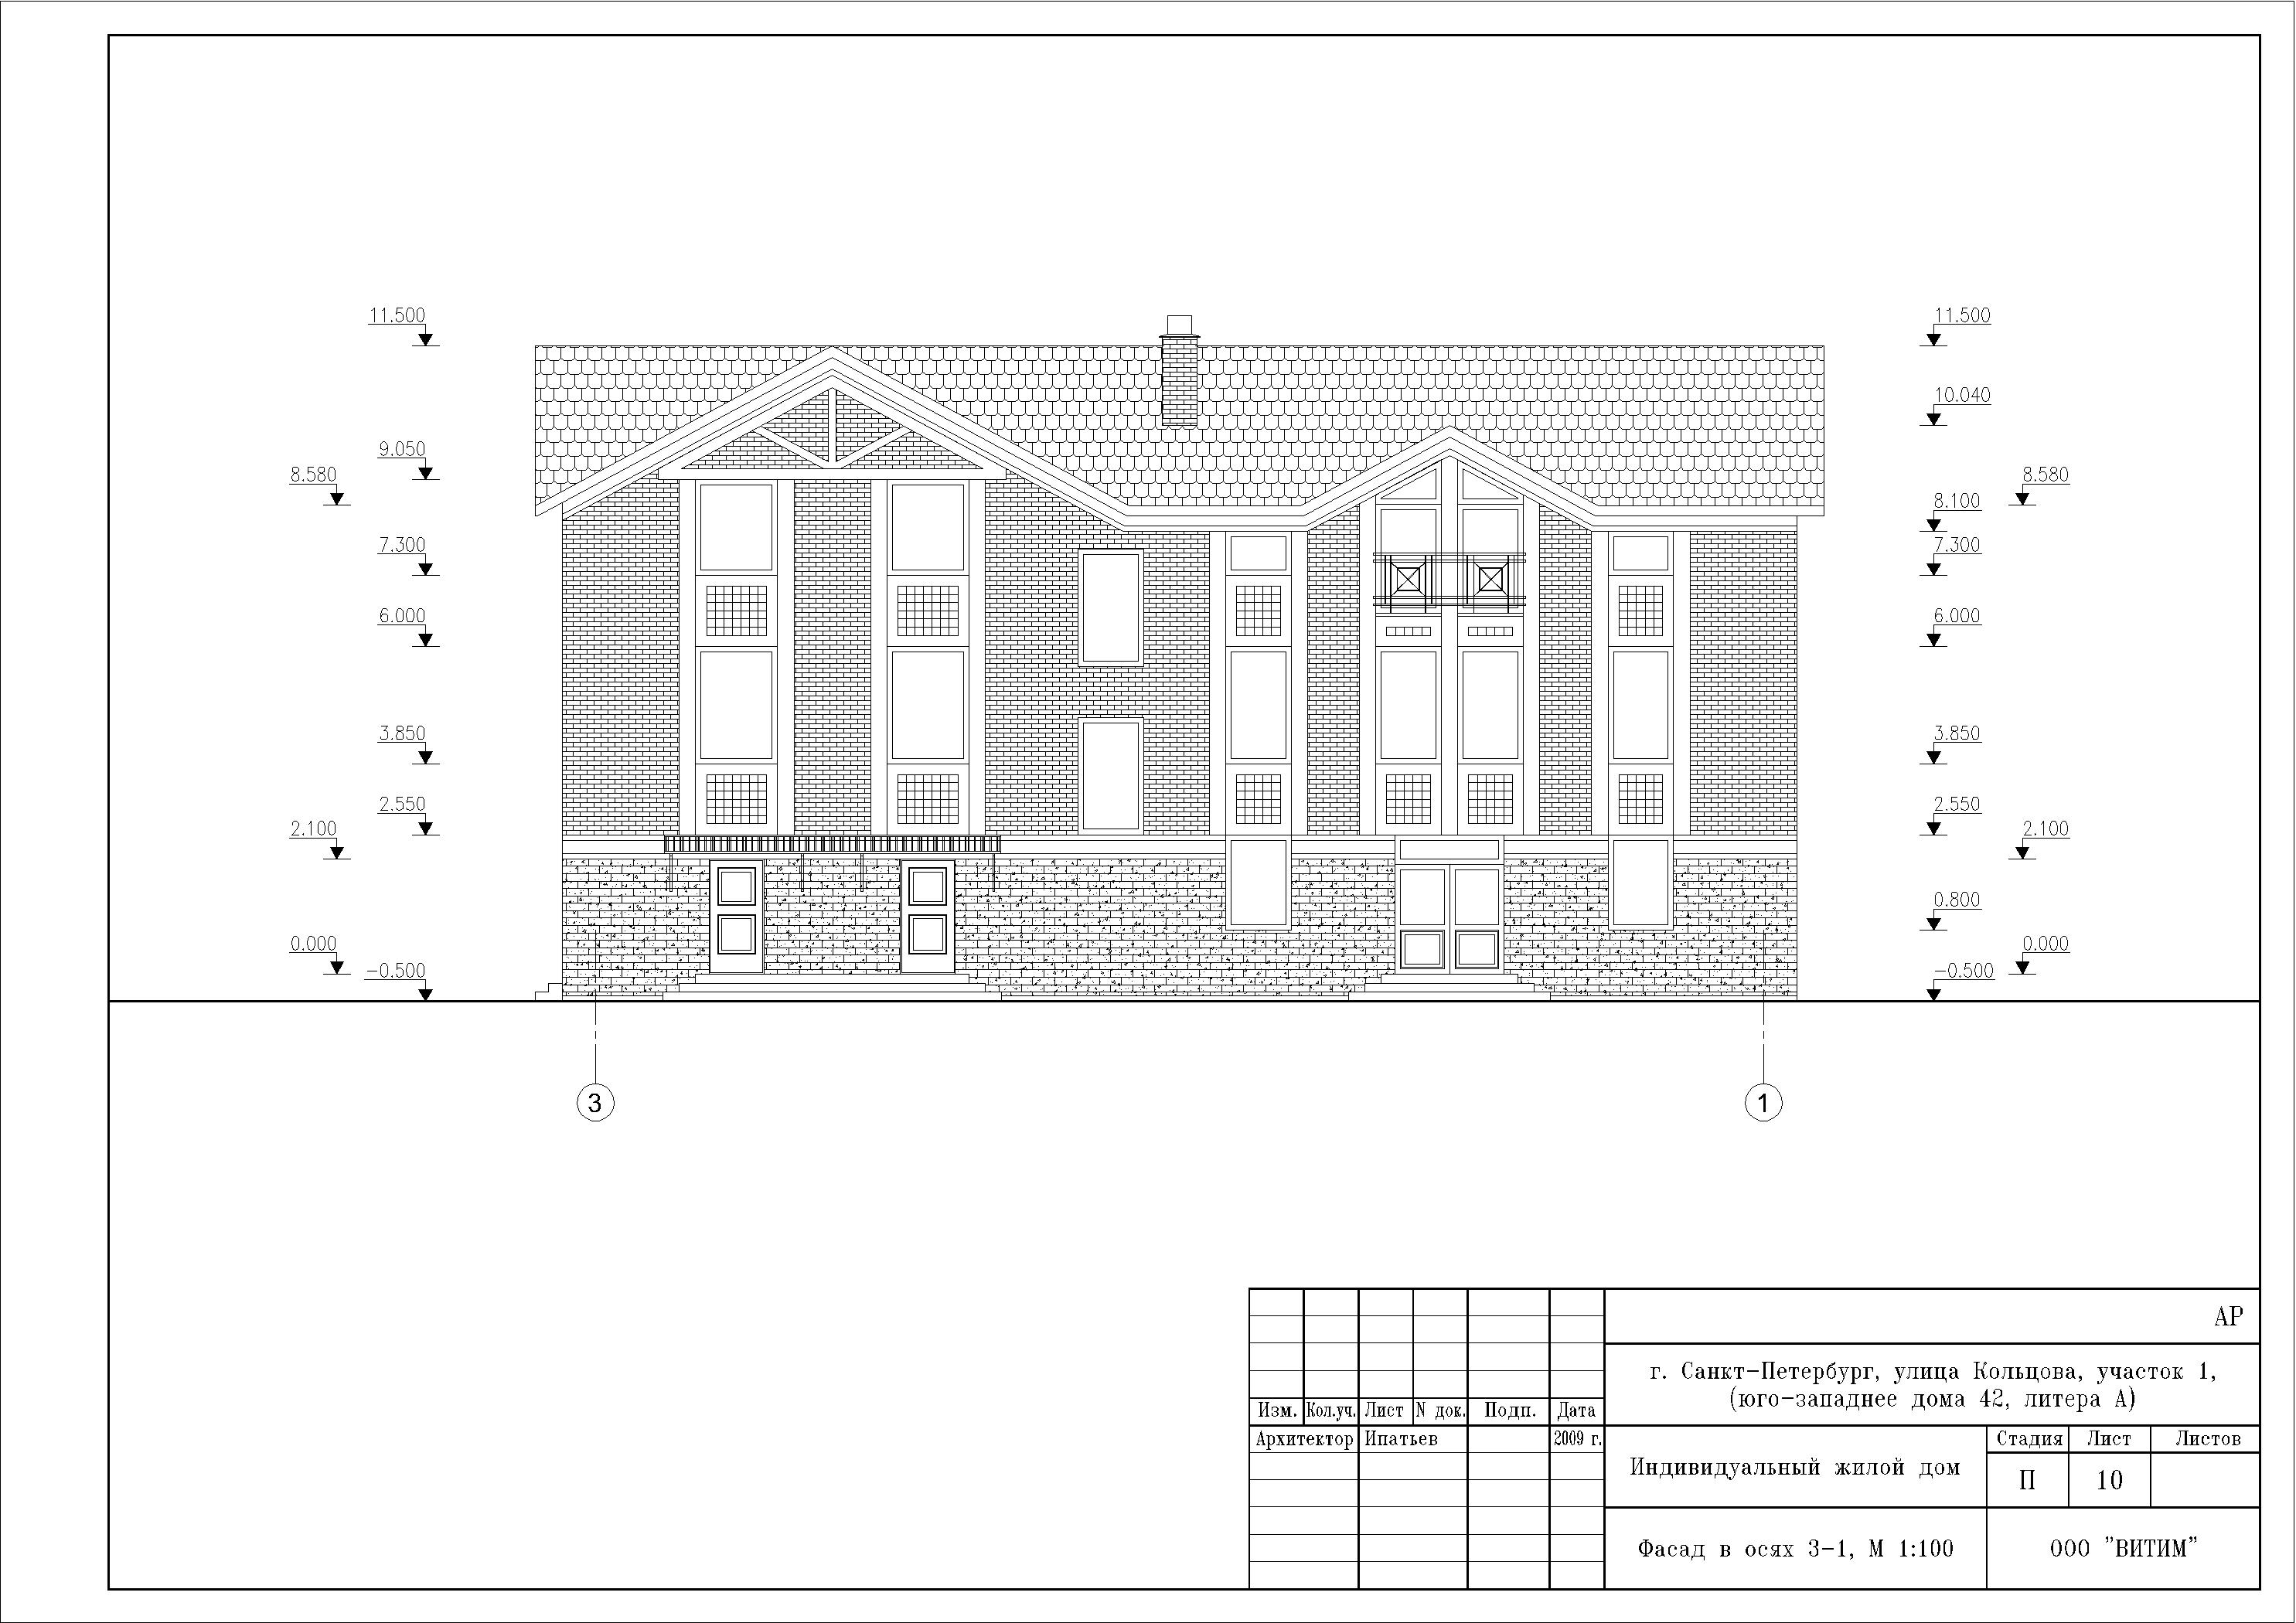 11.500
9.050
8.580
7.300
6.000
3.850
2.550
2.100
0.000
-0.500
11.500
10.040
8.580
8.100
7.300
6.000
3.850
2.550
2.100
0.800
0.000
-0.500
3
1
АР
г. Санкт-Петербург, улица Кольцова, участок 1,
(юго-западнее дома 42, литера А)
Изм. Кол.уч. Лист N док. Подп. Дата
Архитектор Ипатьев 2009 г.
Индивидуальный жилой дом
Стадия Лист Листов
П 10
Фасад в осях 3-1, М 1:100
ООО "ВИТИМ"